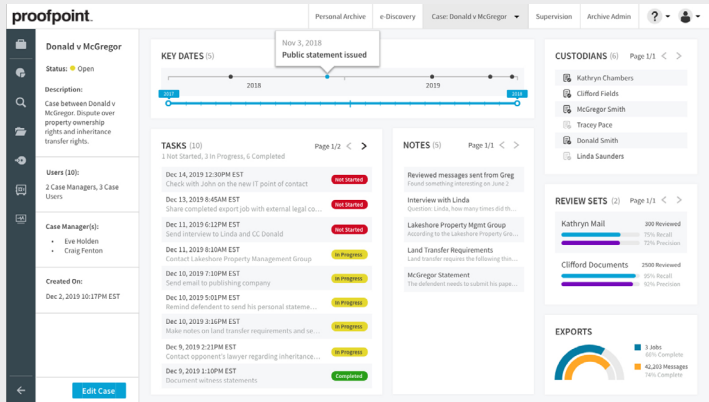 proofpoint.
Personal Archive
e-Discovery
Case: Donald v McGregor
Supervision
Archive Admin
?
Donald v McGregor
Status: Open
Description:
Case between Donald v
McGregor. Dispute over
property ownership
rights and inheritance
transfer rights.
Users (10):
2 Case Managers, 3 Case
Users
Case Manager(s):
• Eve Holden
• Craig Fenton
Created On:
Dec 2, 2019 10:17PM EST
Edit Case
KEY DATES (5)
Nov 3, 2018
Public statement issued
2018
2019
2017
TASKS (10)
Page 1/2
1 Not Started, 3 In Progress, 6 Completed
Dec 14, 2019 12:30PM EST
Check with John on the new IT point of contact
Not Started
Dec 13, 2019 8:45AM EST
Share completed export job with external legal co...
Not Started
Dec 11, 2019 6:12PM EST
Send interview to Linda and CC Donald
Not Started
Dec 11, 2019 8:10AM EST
Contact Lakeshore Property Management Group
In Progress
Dec 10, 2019 7:10PM EST
Send email to publishing company
In Progress
Dec 10, 2019 5:01PM EST
Remind defendent to send his personal stateme...
In Progress
Dec 10, 2019 3:16PM EST
Make notes on land transfer requirements and se...
In Progress
Dec 9, 2019 2:21PM EST
Contact opponent's lawyer regarding inheritance...
In Progress
Dec 9, 2019 1:10PM EST
Document witness statements
Completed
NOTES (5)
Page 1/1
Reviewed messages sent from Greg
Found something interesting on June 2
Interview with Linda
Question. Linda, how many times did th...
Lakeshore Property Mgmt Group
According to the Lakeshore Property Gro...
Land Transfer Requirements
Land transfer requires the following thin...
McGregor Statement
The defendent needs to submit his pape...
CUSTODIANS (6)
Page 1/1
Kathryn Chambers
Clifford Fields
McGregor Smith
Tracey Pace
Donald Smith
Linda Saunders
REVIEW SETS (2)
Page 1/1
Kathryn Mail
300 Reviewed
75% Recall
72% Precision
Clifford Documents
2500 Reviewed
95% Recall
92% Precision
EXPORTS
3 Jobs
66% Complete
42,203 Messages
74% Complete